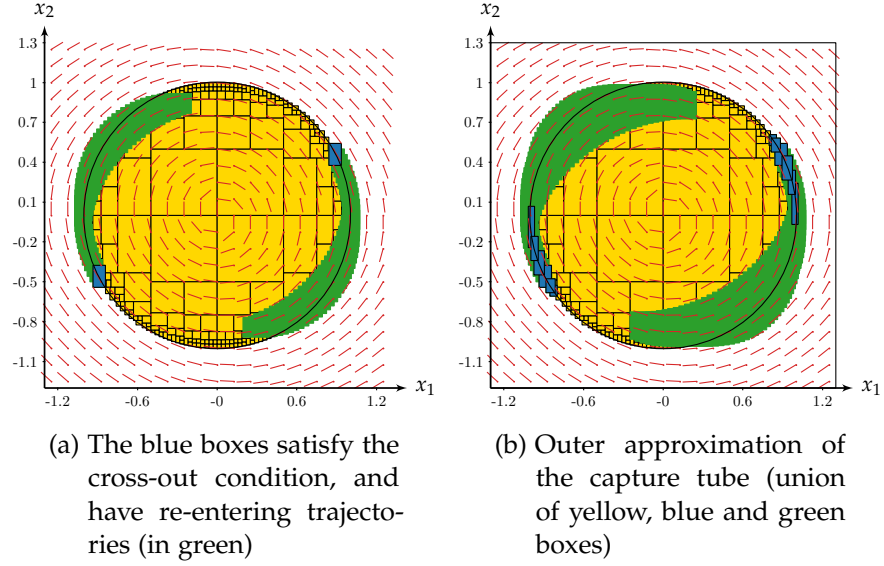 x2
1.3
1
0.7
0.4
0.1
-0.2
-0.5
-0.8
-1.1
-1.2 -0.6 -0 0.6 1.2
x1
(a) The blue boxes satisfy the
cross-out condition, and
have re-entering trajecto-
ries (in green)
x2
1.3
1
0.7
0.4
0.1
-0.2
-0.5
-0.8
-1.1
-1.2 -0.6 -0 0.6 1.2
x1
(b) Outer approximation of
the capture tube (union
of yellow, blue and green
boxes)